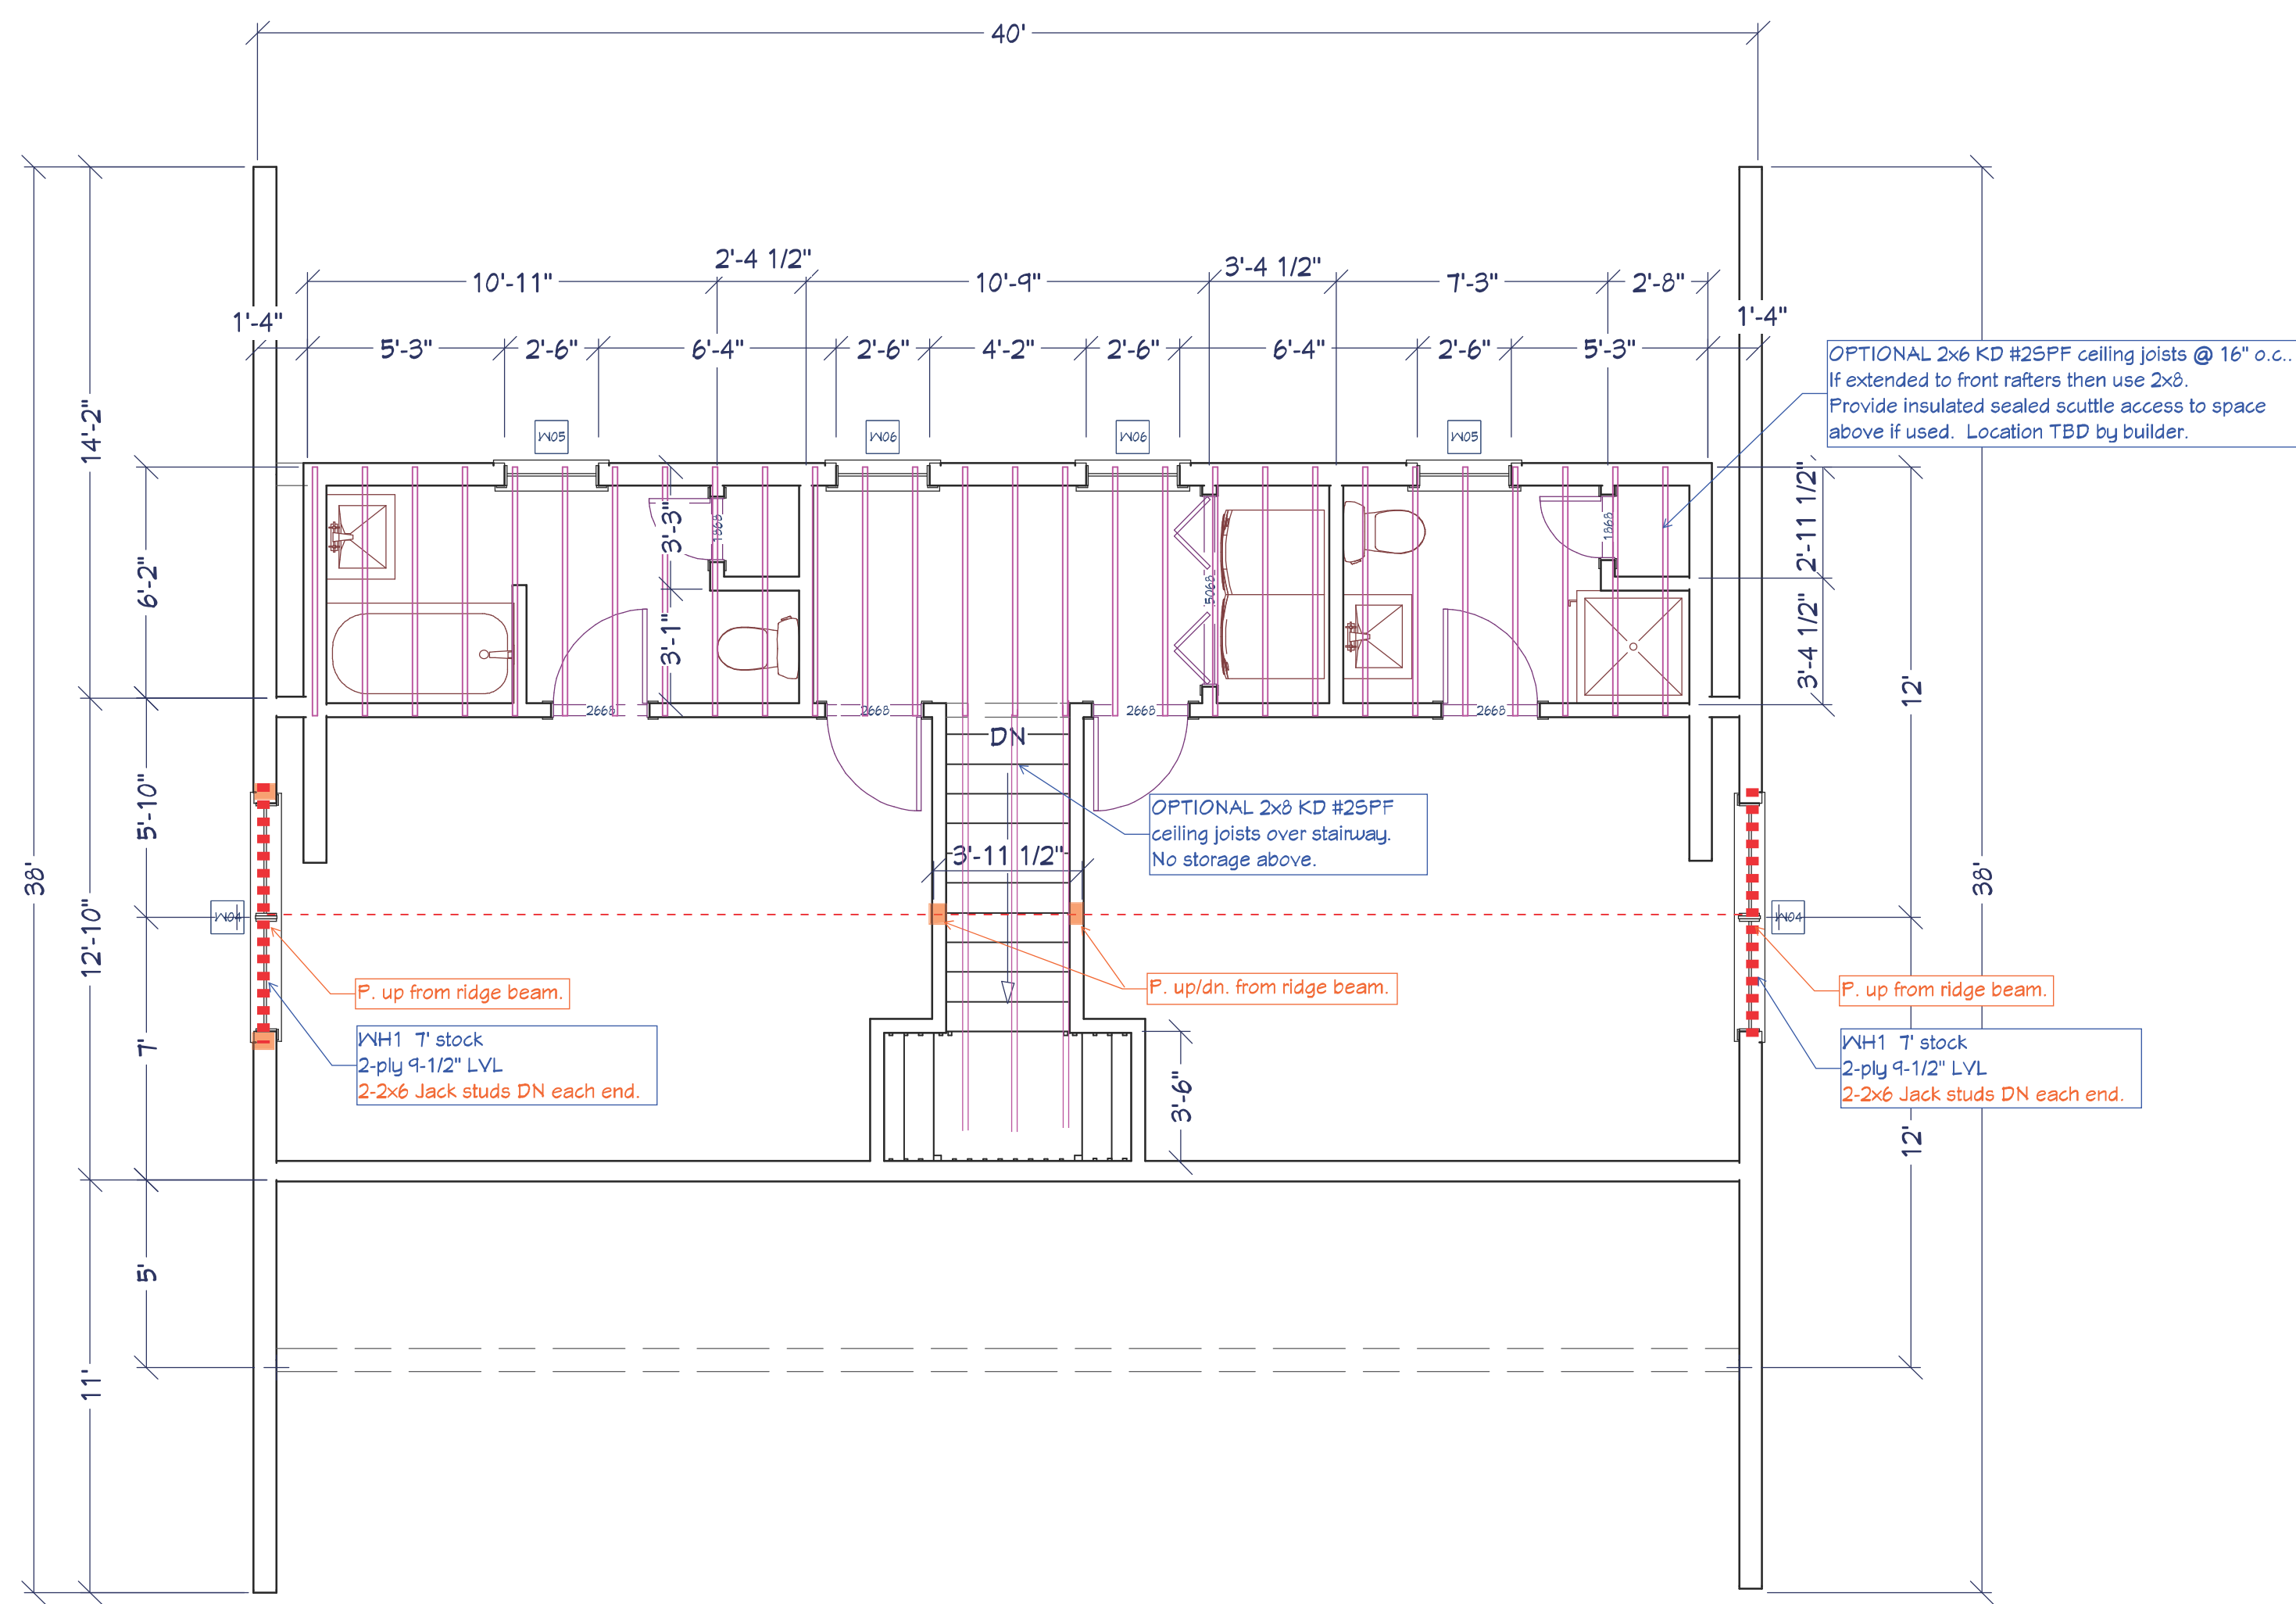 40'
2'-4 1/2"
3'-4 1/2"
10'-11"
10'-9"
7'-3"
2'-8"
1'-4"
1'-4"
5'-3"
2'-6"
6'-4"
2'-6"
4'-2"
2'-6"
6'-4"
2'-6"
5'-3"
OPTIONAL 2x6 KD #2SPF ceiling joists @ 16" o.c..
If extended to front rafters then use 2x8.
Provide insulated sealed scuttle access to space
above if used. Location TBD by builder.
14'-2"
W05
W06
W06
W05
6'-2"
3'-3"
1868
1868
2'-11 1/2"
5068
3'-1"
3'-4 1/2"
12'
2668
2668
2668
2668
DN
5'-10"
OPTIONAL 2x8 KD #2SPF
ceiling joists over stairway.
No storage above.
3'-11 1/2"
38'
38'
12'-10"
W04
W04
P. up from ridge beam.
P. up/dn. from ridge beam.
P. up from ridge beam.
7'
WH1 7' stock
2-ply 9-1/2" LVL
2-2x6 Jack studs DN each end.
WH1 7' stock
2-ply 9-1/2" LVL
2-2x6 Jack studs DN each end.
3'-6"
12'
5'
11'